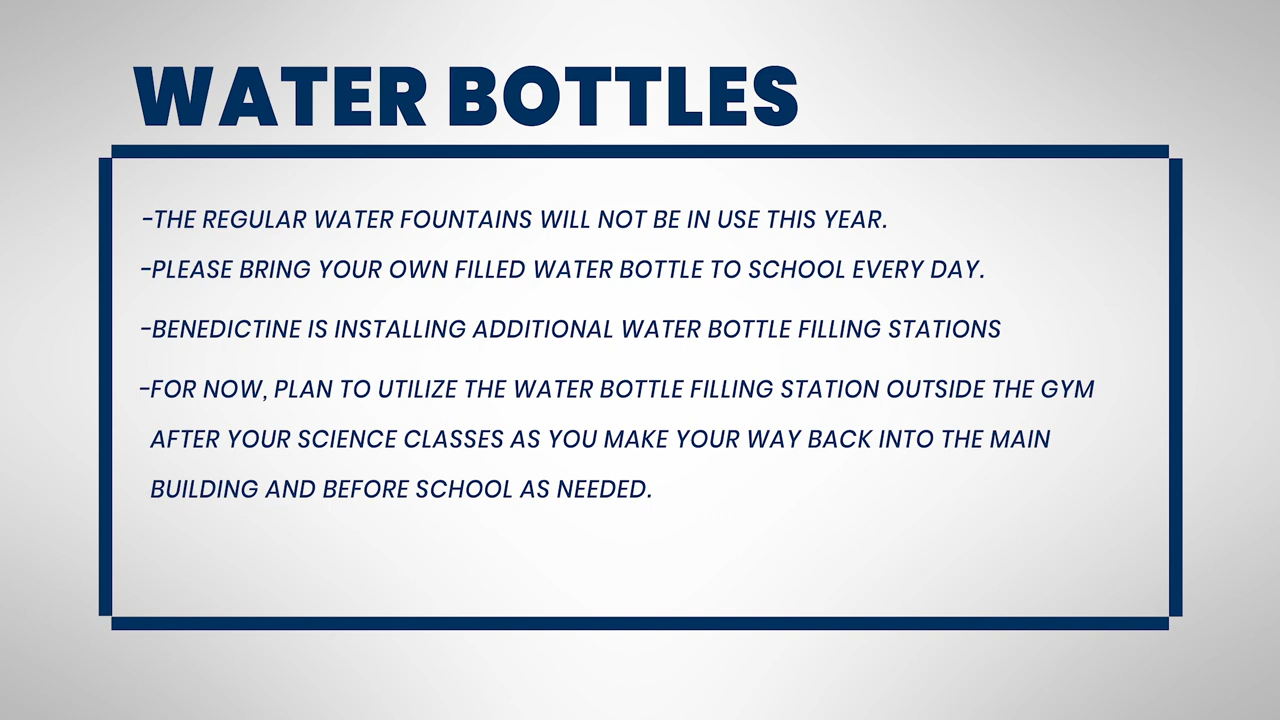 WATER BOTTLES
-THE REGULAR WATER FOUNTAINS WILL NOT BE IN USE THIS YEAR.
-PLEASE BRING YOUR OWN FILLED WATER BOTTLE TO SCHOOL EVERY DAY.
-BENEDICTINE IS INSTALLING ADDITIONAL WATER BOTTLE FILLING STATIONS
-FOR NOW, PLAN TO UTILIZE THE WATER BOTTLE FILLING STATION OUTSIDE THE GYM
AFTER YOUR SCIENCE CLASSES AS YOU MAKE YOUR WAY BACK INTO THE MAIN
BUILDING AND BEFORE SCHOOL AS NEEDED.